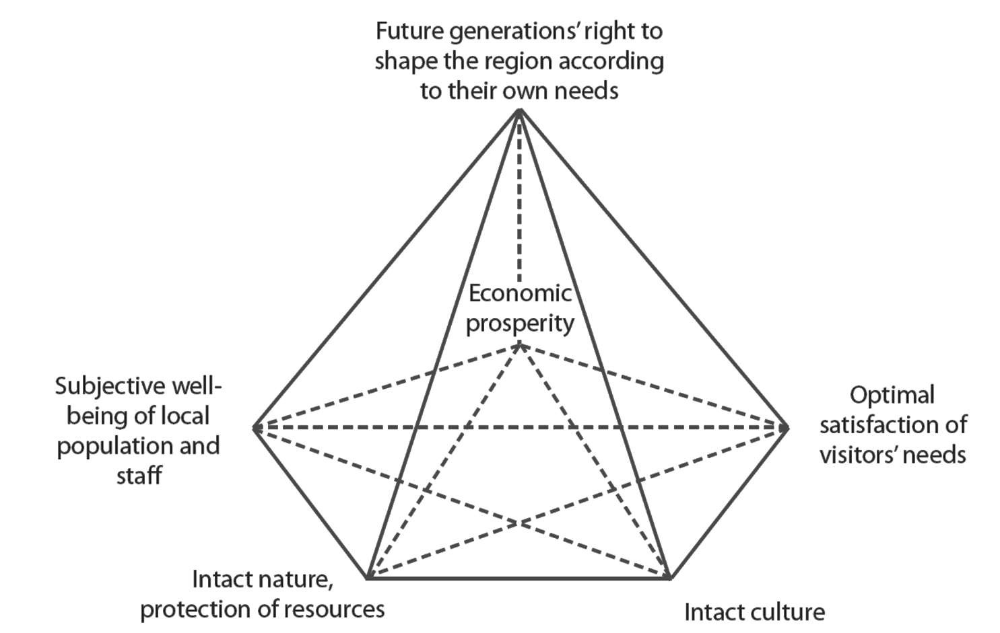 Future generations’ right to
shape the region according
to their own needs
Economic
prosperity
Subjective well-
being of local
population and
staff
Optimal
satisfaction of
visitors’ needs
Intact nature,
protection of resources
Intact culture